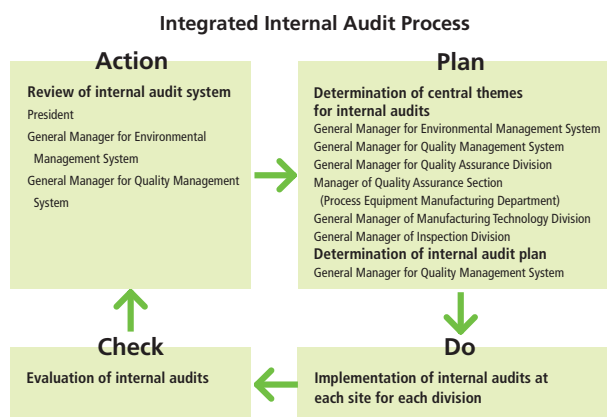 Integrated Internal Audit Process
Action
Review of internal audit system
President
General Manager for Environmental
Management System
General Manager for Quality Management
System
Plan
Determination of central themes
for internal audits
General Manager for Environmental Management System
General Manager for Quality Management System
General Manager for Quality Assurance Division
Manager of Quality Assurance Section
(Process Equipment Manufacturing Department)
General Manager of Manufacturing Technology Division
General Manager of Inspection Division
Determination of internal audit plan
General Manager for Quality Management System
Check
Evaluation of internal audits
Do
Implementation of internal audits at
each site for each division